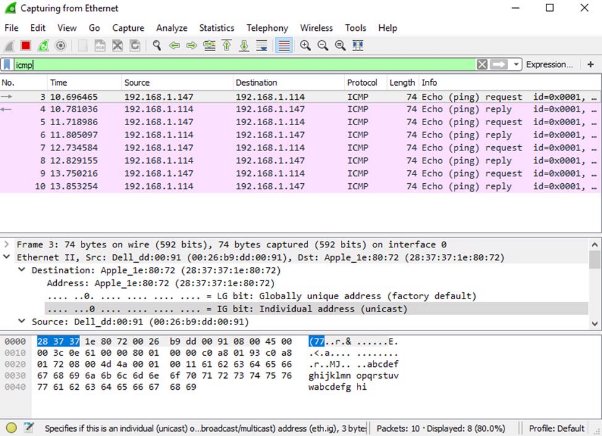 Capturing from Ethernet
File Edit View Go Capture Analyze Statistics Telephony Wireless Tools Help
icmp Expression... +
No. Time Source Destination Protocol Length Info
3 10.696465 192.168.1.147 192.168.1.114 ICMP 74 Echo (ping) request id=0x0001, ...
4 10.781036 192.168.1.114 192.168.1.147 ICMP 74 Echo (ping) reply id=0x0001, ...
5 11.718986 192.168.1.147 192.168.1.114 ICMP 74 Echo (ping) request id=0x0001, ...
6 11.805097 192.168.1.114 192.168.1.147 ICMP 74 Echo (ping) reply id=0x0001, ...
7 12.734584 192.168.1.147 192.168.1.114 ICMP 74 Echo (ping) request id=0x0001, ...
8 12.829155 192.168.1.114 192.168.1.147 ICMP 74 Echo (ping) reply id=0x0001, ...
9 13.750216 192.168.1.147 192.168.1.114 ICMP 74 Echo (ping) request id=0x0001, ...
10 13.853254 192.168.1.114 192.168.1.147 ICMP 74 Echo (ping) reply id=0x0001, ...
Frame 3: 74 bytes on wire (592 bits), 74 bytes captured (592 bits) on interface 0
Ethernet II, Src: Dell_dd:00:91 (00:26:b9:dd:00:91), Dst: Apple_1e:80:72 (28:37:37:1e:80:72)
Destination: Apple_1e:80:72 (28:37:37:1e:80:72)
Address: Apple_1e:80:72 (28:37:37:1e:80:72)
.... ..0. .... .... .... .... = LG bit: Globally unique address (factory default)
.... ...0 .... .... .... .... = IG bit: Individual address (unicast)
Source: Dell_dd:00:91 (00:26:b9:dd:00:91)
0000 28 37 37 1e 80 72 00 26 b9 dd 00 91 08 00 45 00 (77..r.& ......E.
0010 00 3c 0e 61 00 00 80 01 00 00 c0 a8 01 93 c0 a8 .<.a.... ........
0020 01 72 08 00 4d 4a 00 01 00 11 61 62 63 64 65 66 .r..MJ.. ..abcdef
0030 67 68 69 6a 6b 6c 6d 6e 6f 70 71 72 73 74 75 76 ghijklmn opqrstuv
0040 77 61 62 63 64 65 66 67 68 69 wabcdefg hi
Specifies if this is an individual (unicast) o...broadcast/multicast) address (eth.ig), 3 bytes Packets: 10 · Displayed: 8 (80.0%) Profile: Default